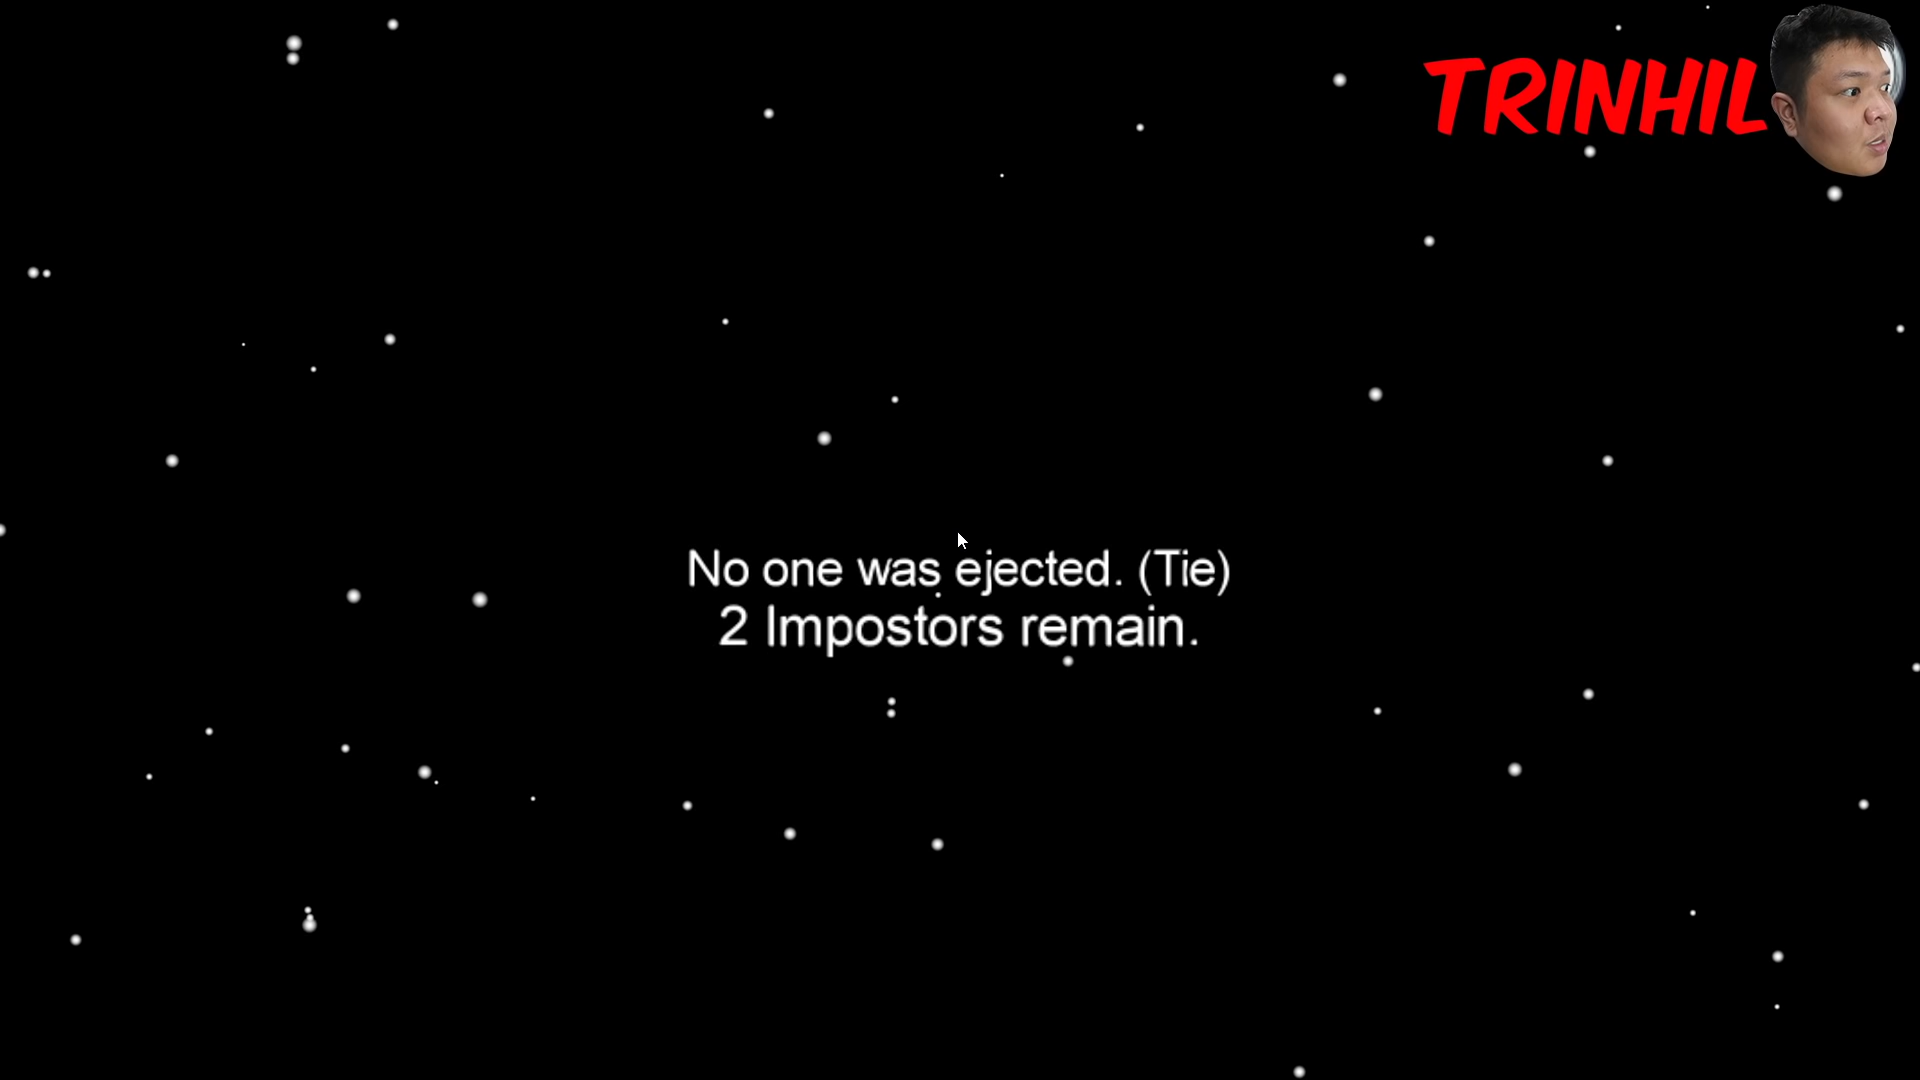 TRINHIL
No one was ejected. (Tie)
2 Impostors remain.